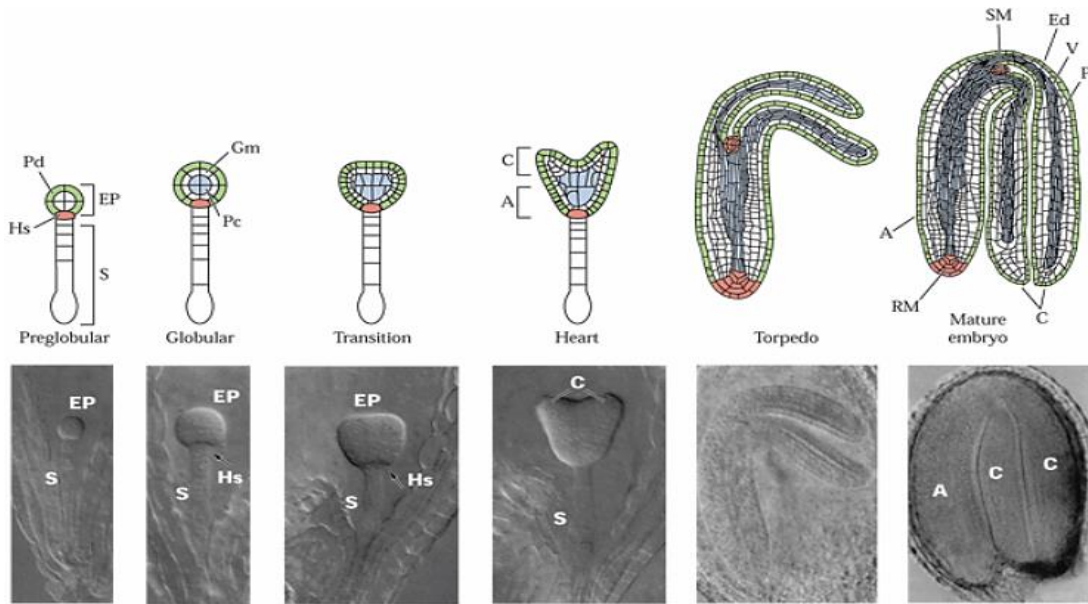 SM
Ed
V
P
Gm
Pd
EP
Hs
Pc
S
C
A
A
RM
C
Preglobular
Globular
Transition
Heart
Torpedo
Mature
embryo
EP
S
EP
Hs
S
EP
Hs
S
C
S
A
C
C